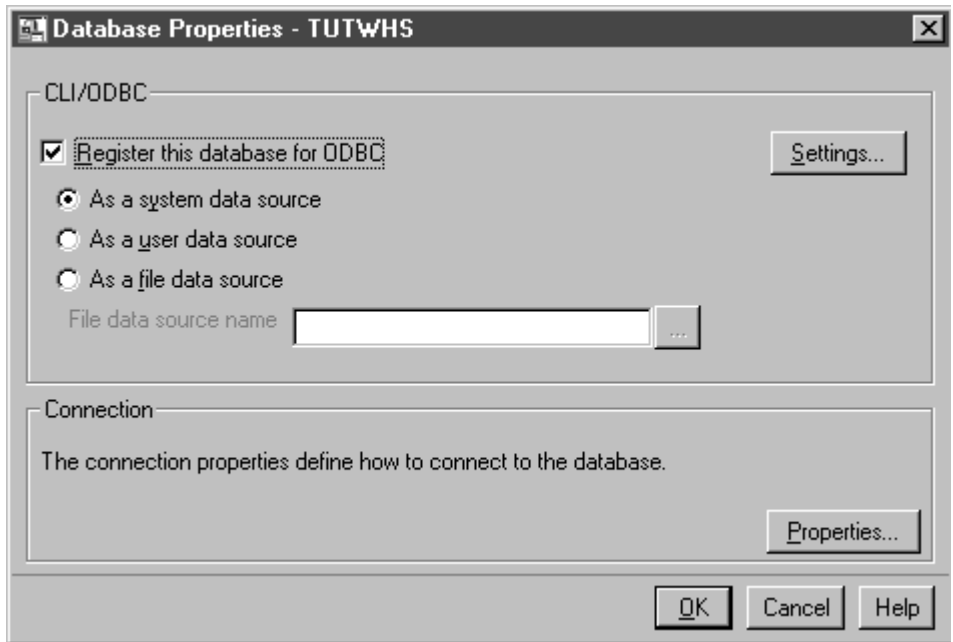 Database Properties - TUTWHS
CLI/ODBC
Register this database for ODBC
Settings...
As a system data source
As a user data source
As a file data source
File data source name
...
Connection
The connection properties define how to connect to the database.
Properties...
OK Cancel Help